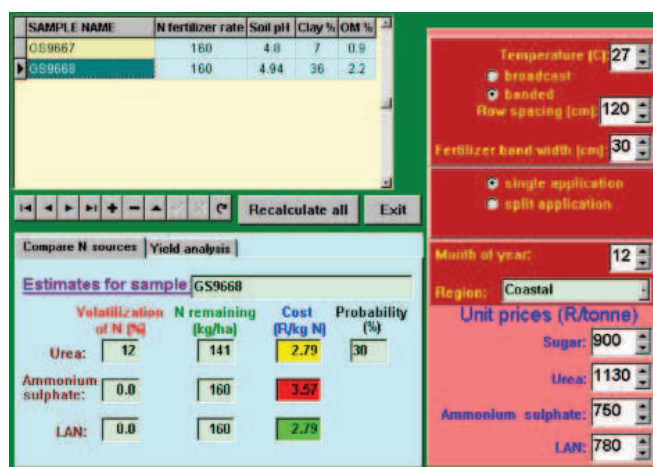 SAMPLE NAME N fertilizer rate Soil pH Clay % OM %
GS9667 160 4.8 7 0.9
GS9668 160 4.94 36 2.2
Recalculate all Exit
Compare N sources Yield analysis
Estimates for sample GS9668
Volatilization of N (%) N remaining (kg/ha) Cost (R/kg N) Probability (%)
Urea: 12 141 2.79 30
Ammonium sulphate: 0.0 160 3.57
LAN: 0.0 160 2.79
Temperature (C): 27
broadcast
banded
Row spacing (cm): 120
Fertilizer band width (cm): 30
single application
split application
Month of year: 12
Region: Coastal
Unit prices (R/tonne)
Sugar: 900
Urea: 1130
Ammonium sulphate: 750
LAN: 780